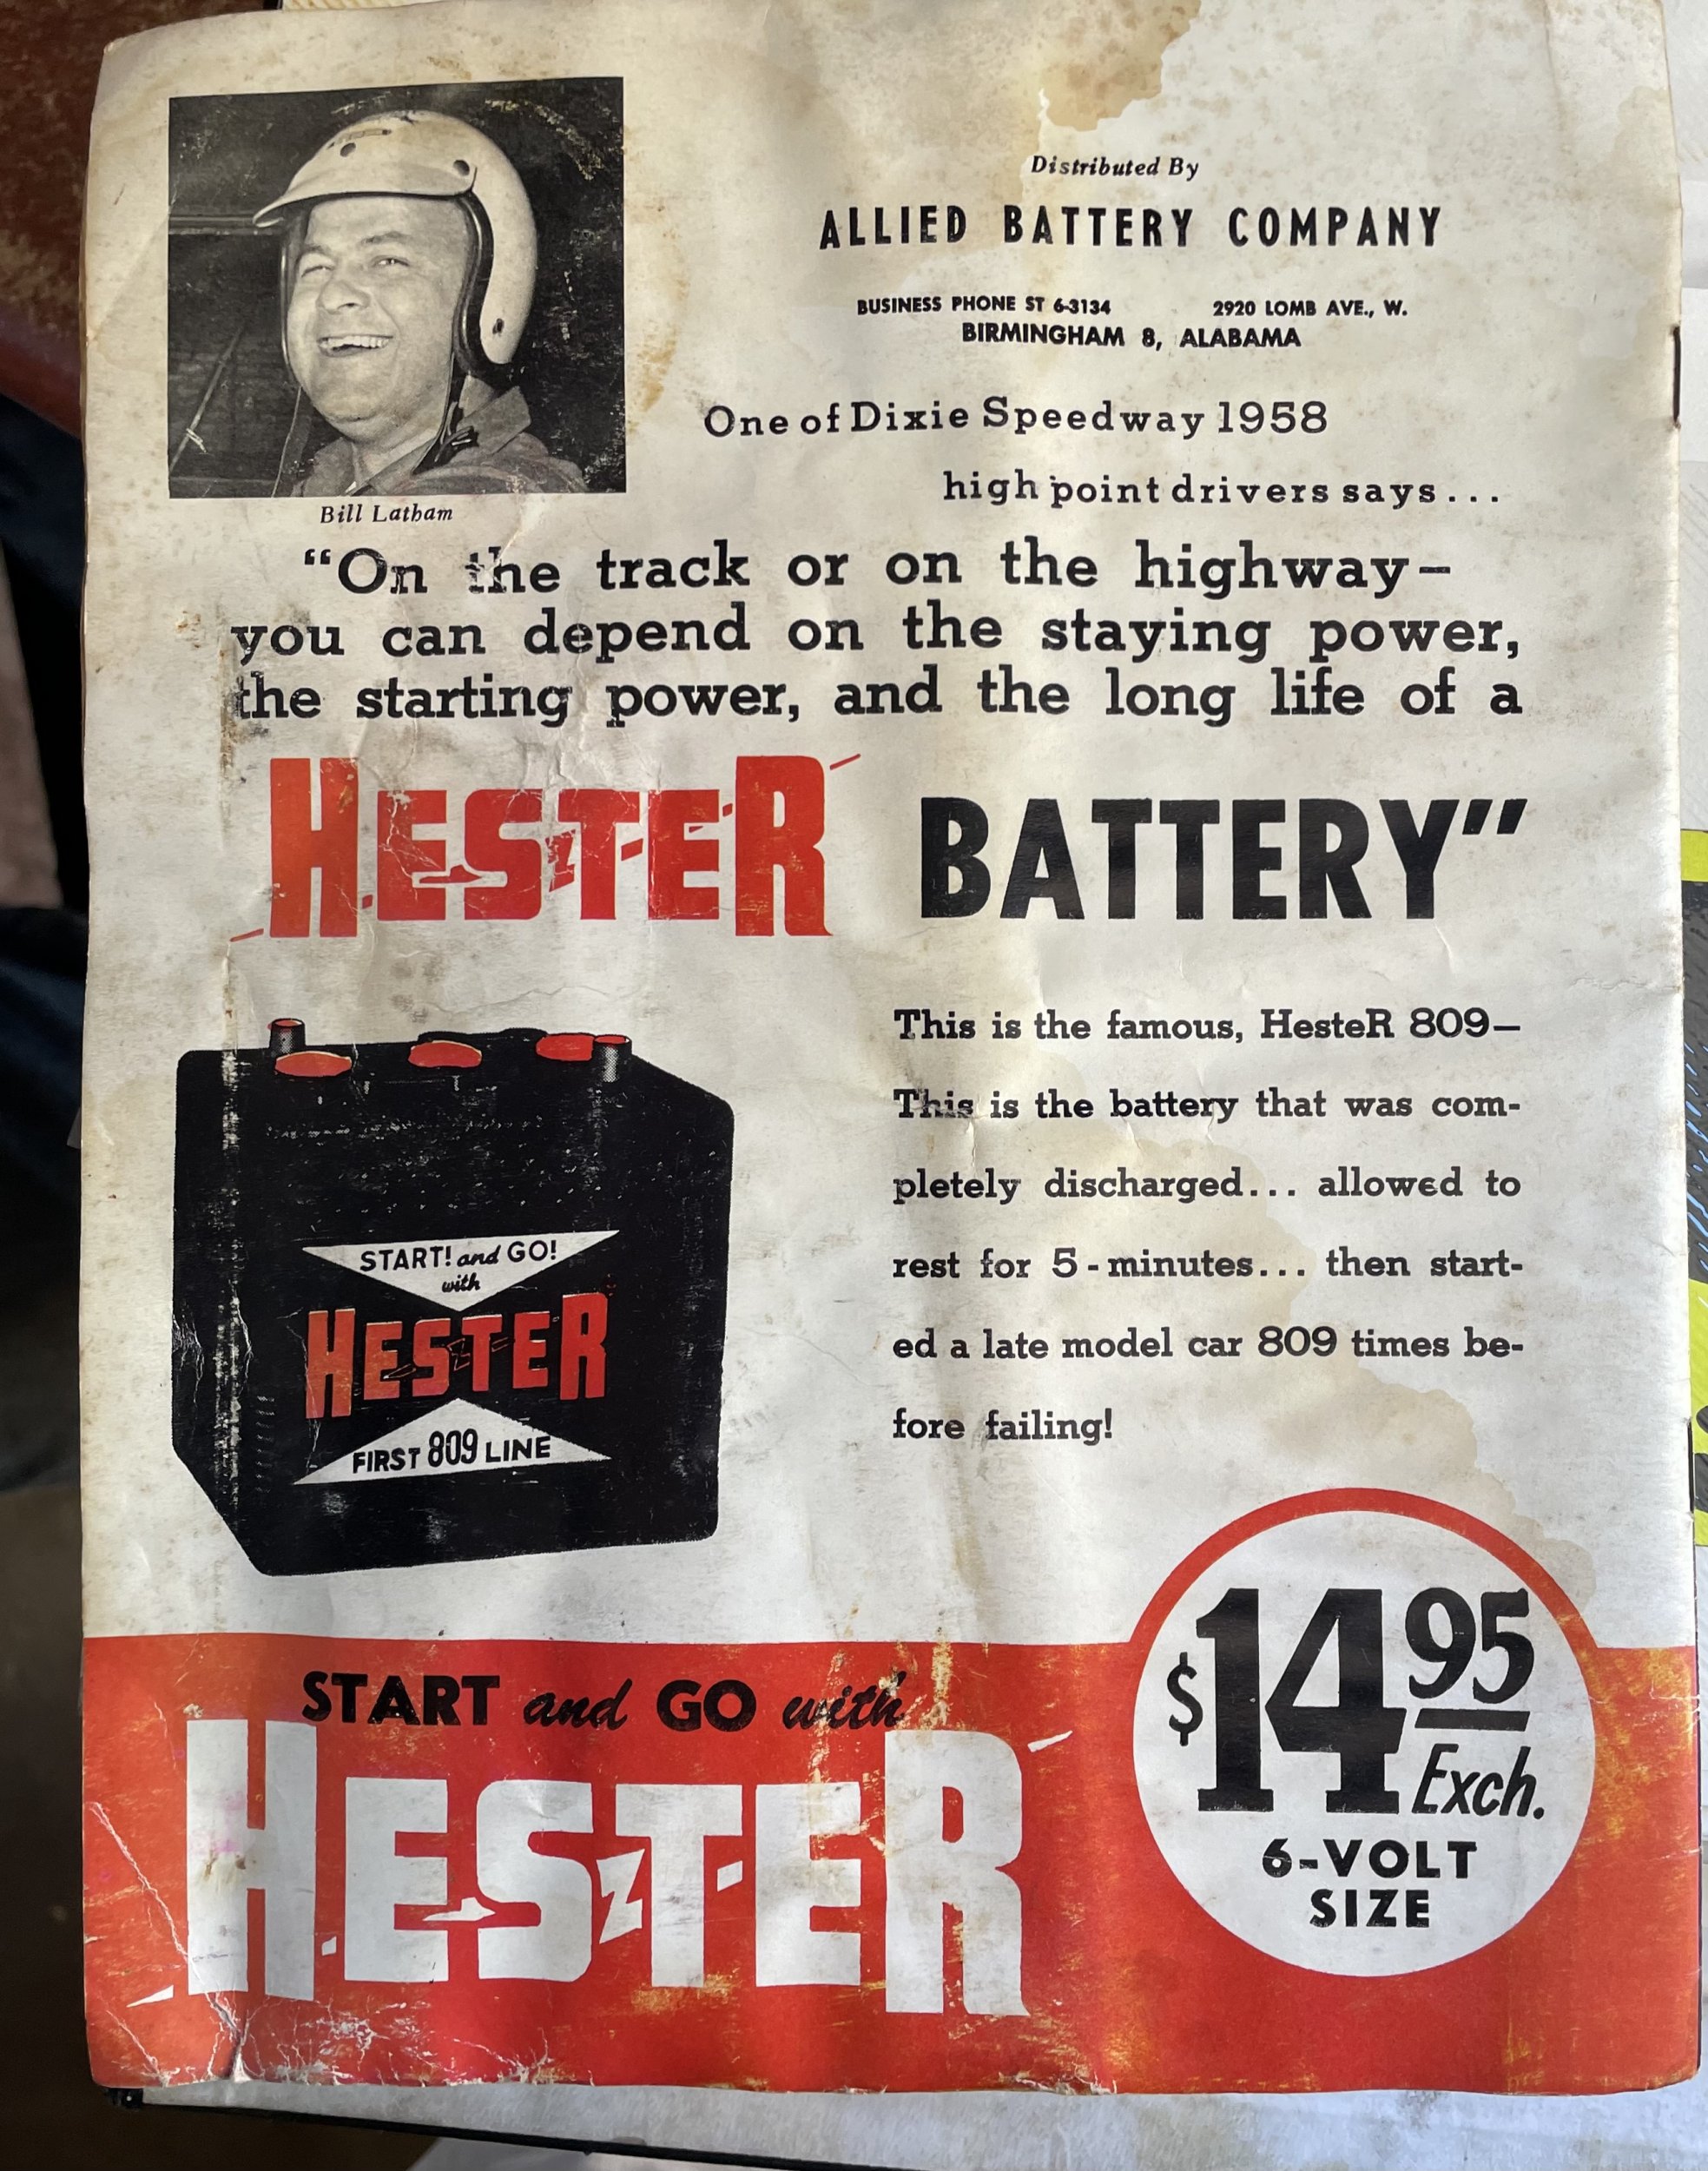 Distributed By
ALLIED BATTERY COMPANY
BUSINESS PHONE ST 6-3134 2920 LOMB AVE., W.
BIRMINGHAM 8, ALABAMA
Bill Latham
One of Dixie Speedway 1958
high point drivers says...
"On the track or on the highway–
you can depend on the staying power,
the starting power, and the long life of a
HESTER BATTERY"
This is the famous, HesteR 809—
This is the battery that was com-
pletely discharged... allowed to
rest for 5-minutes... then start-
ed a late model car 809 times be-
fore failing!
START! and GO!
with
HESTER
FIRST 809 LINE
START and GO with
HESTER
$14 95
Exch.
6-VOLT
SIZE